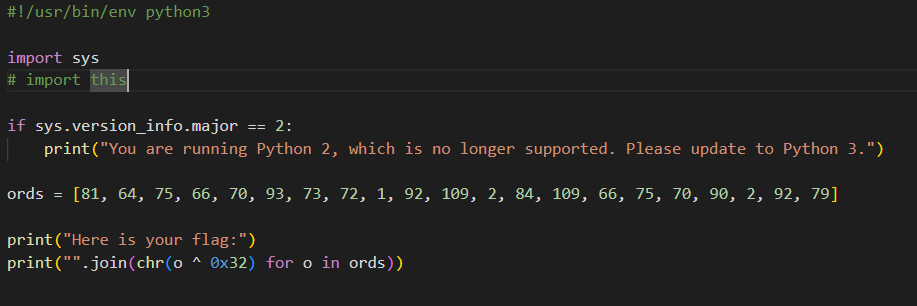 #!/usr/bin/env python3
import sys
# import this
if sys.version_info.major == 2:
    print("You are running Python 2, which is no longer supported. Please update to Python 3.")
ords = [81, 64, 75, 66, 70, 93, 73, 72, 1, 92, 109, 2, 84, 109, 66, 75, 70, 90, 2, 92, 79]
print("Here is your flag:")
print("".join(chr(o ^ 0x32) for o in ords))